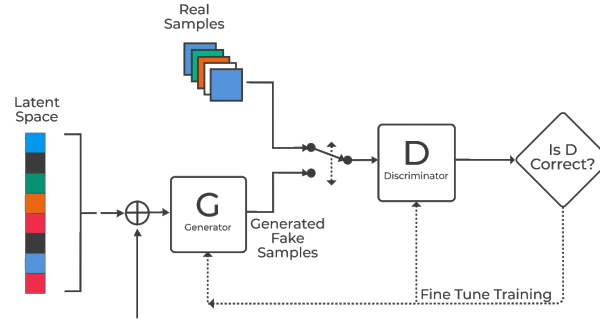 Real
Samples
Latent
Space
G
Generator
Generated
Fake
Samples
D
Discriminator
Is D
Correct?
Fine Tune Training